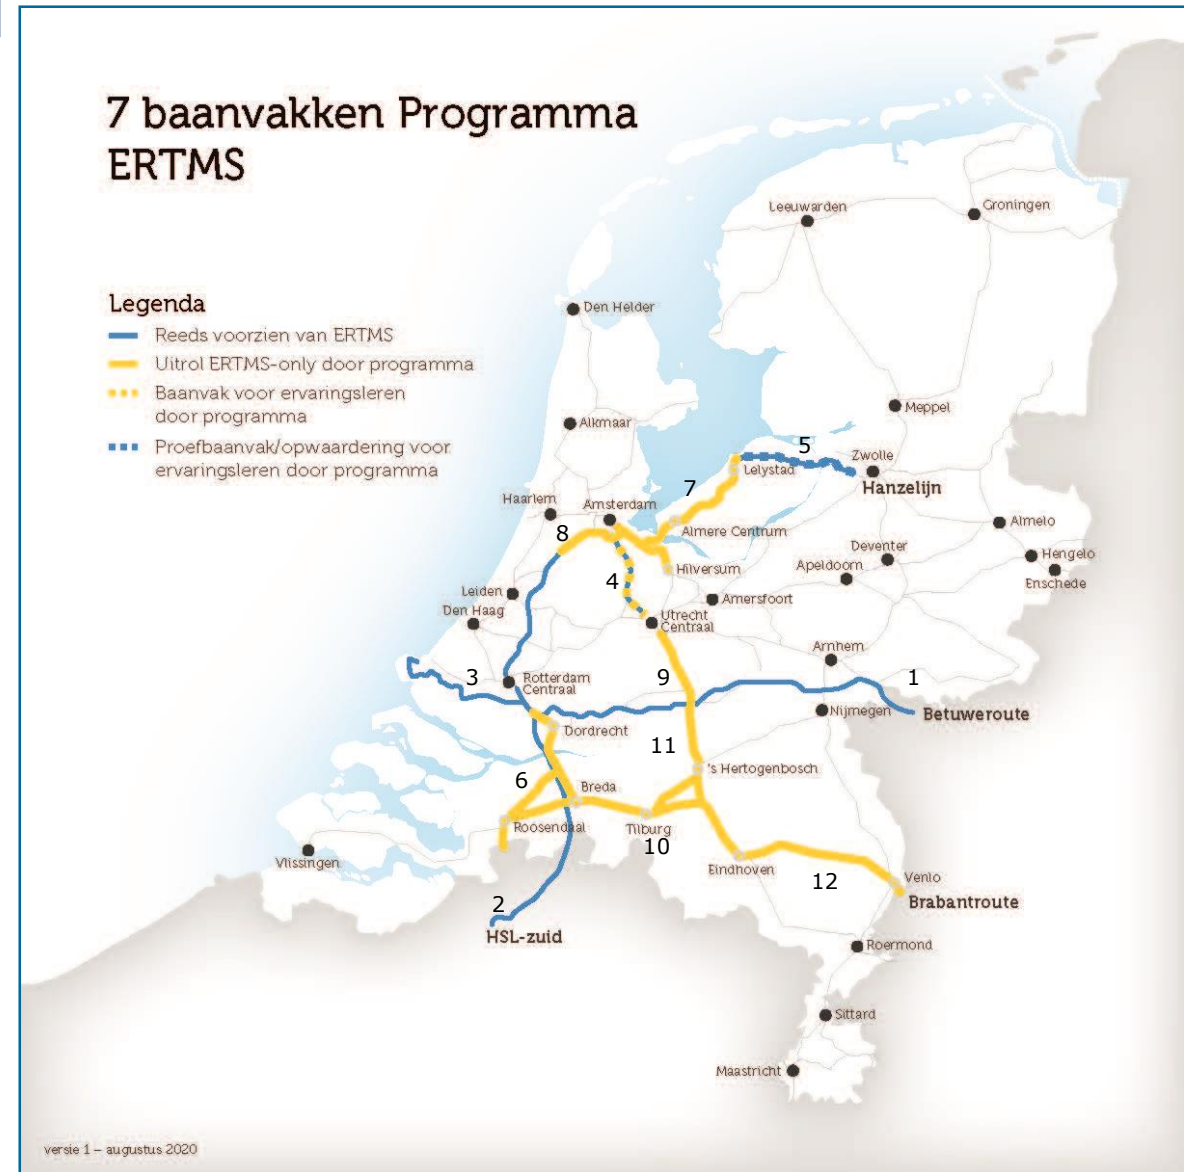 7 baanvakken Programma
ERTMS
Legenda
Reeds voorzien van ERTMS
Uitrol ERTMS-only door programma
Baanvak voor ervaringsleren
door programma
Proefbaanvak/opwaardering voor
ervaringsleren door programma
Leeuwarden
Groningen
Den Helder
Meppel
Alkmaar
5
Zwolle
Lelystad
Hanzelijn
7
Haarlem
Amsterdam
Almere Centrum
Almelo
8
Deventer
Hengelo
Hilversum
Apeldoorn
Enschede
4
Leiden
Amersfoort
Den Haag
Utrecht
Centraal
Arnhem
3
Rotterdam
Centraal
9
1
Nijmegen
Betuweroute
Dordrecht
11
's Hertogenbosch
6
Breda
Roosendaal
Tilburg
10
Vlissingen
Eindhoven
12
Venlo
Brabantroute
2
HSL-zuid
Roermond
Sittard
Maastricht
versie 1 – augustus 2020